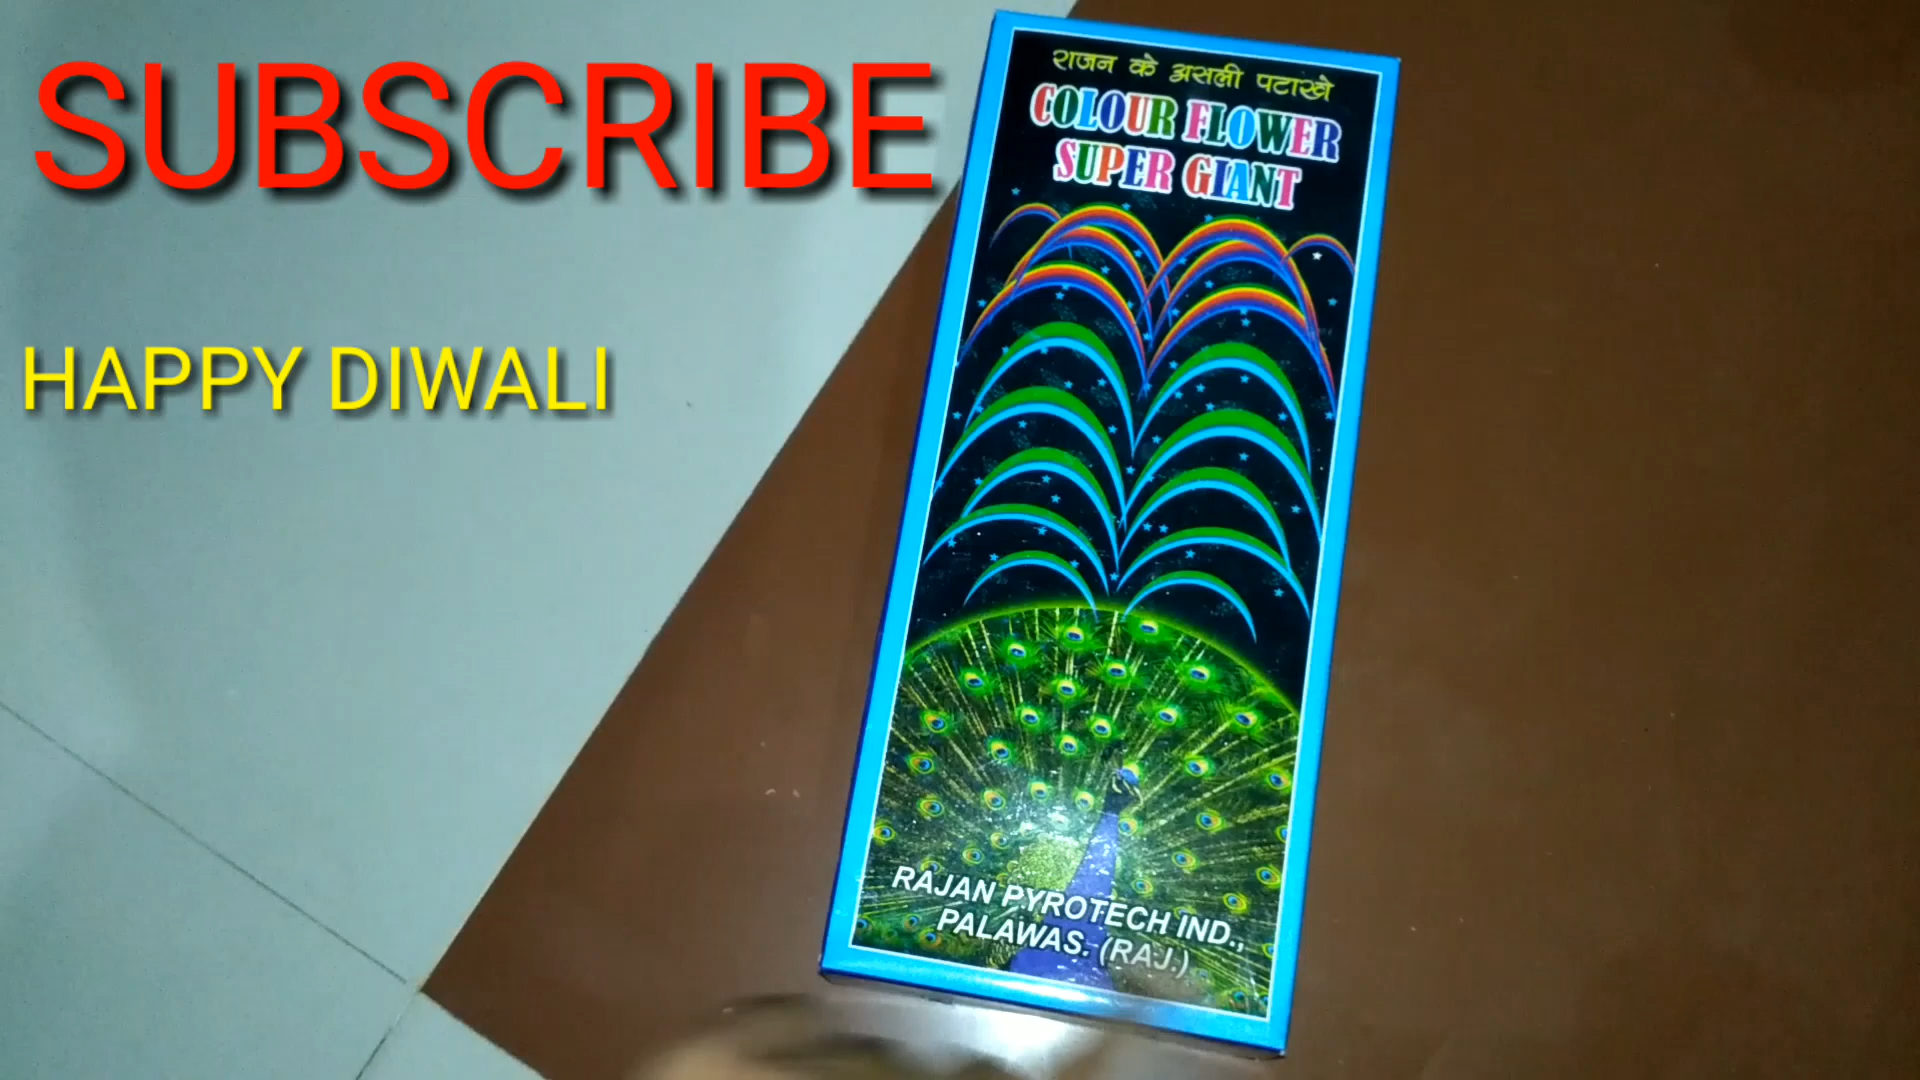 SUBSCRIBE
HAPPY DIWALI
राजन के असली पटाखे
COLOUR FLOWER
SUPER GIANT
RAJAN PYROTECH IND.,
PALAWAS. (RAJ.)